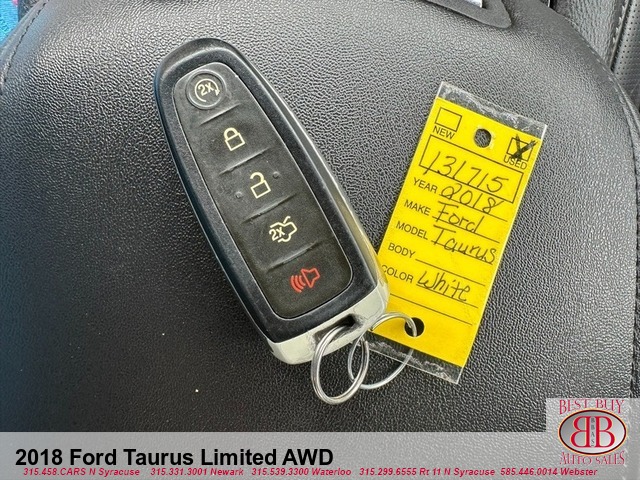 2x
2x
NEW
USED
131715
YEAR 2018
MAKE Ford
MODEL Taurus
BODY
COLOR White
BEST BUY
BB
AUTO SALES
2018 Ford Taurus Limited AWD
315.458.CARS N Syracuse 315.331.3001 Newark 315.539.3300 Waterloo 315.299.6555 Rt 11 N Syracuse 585.446.0014 Webster